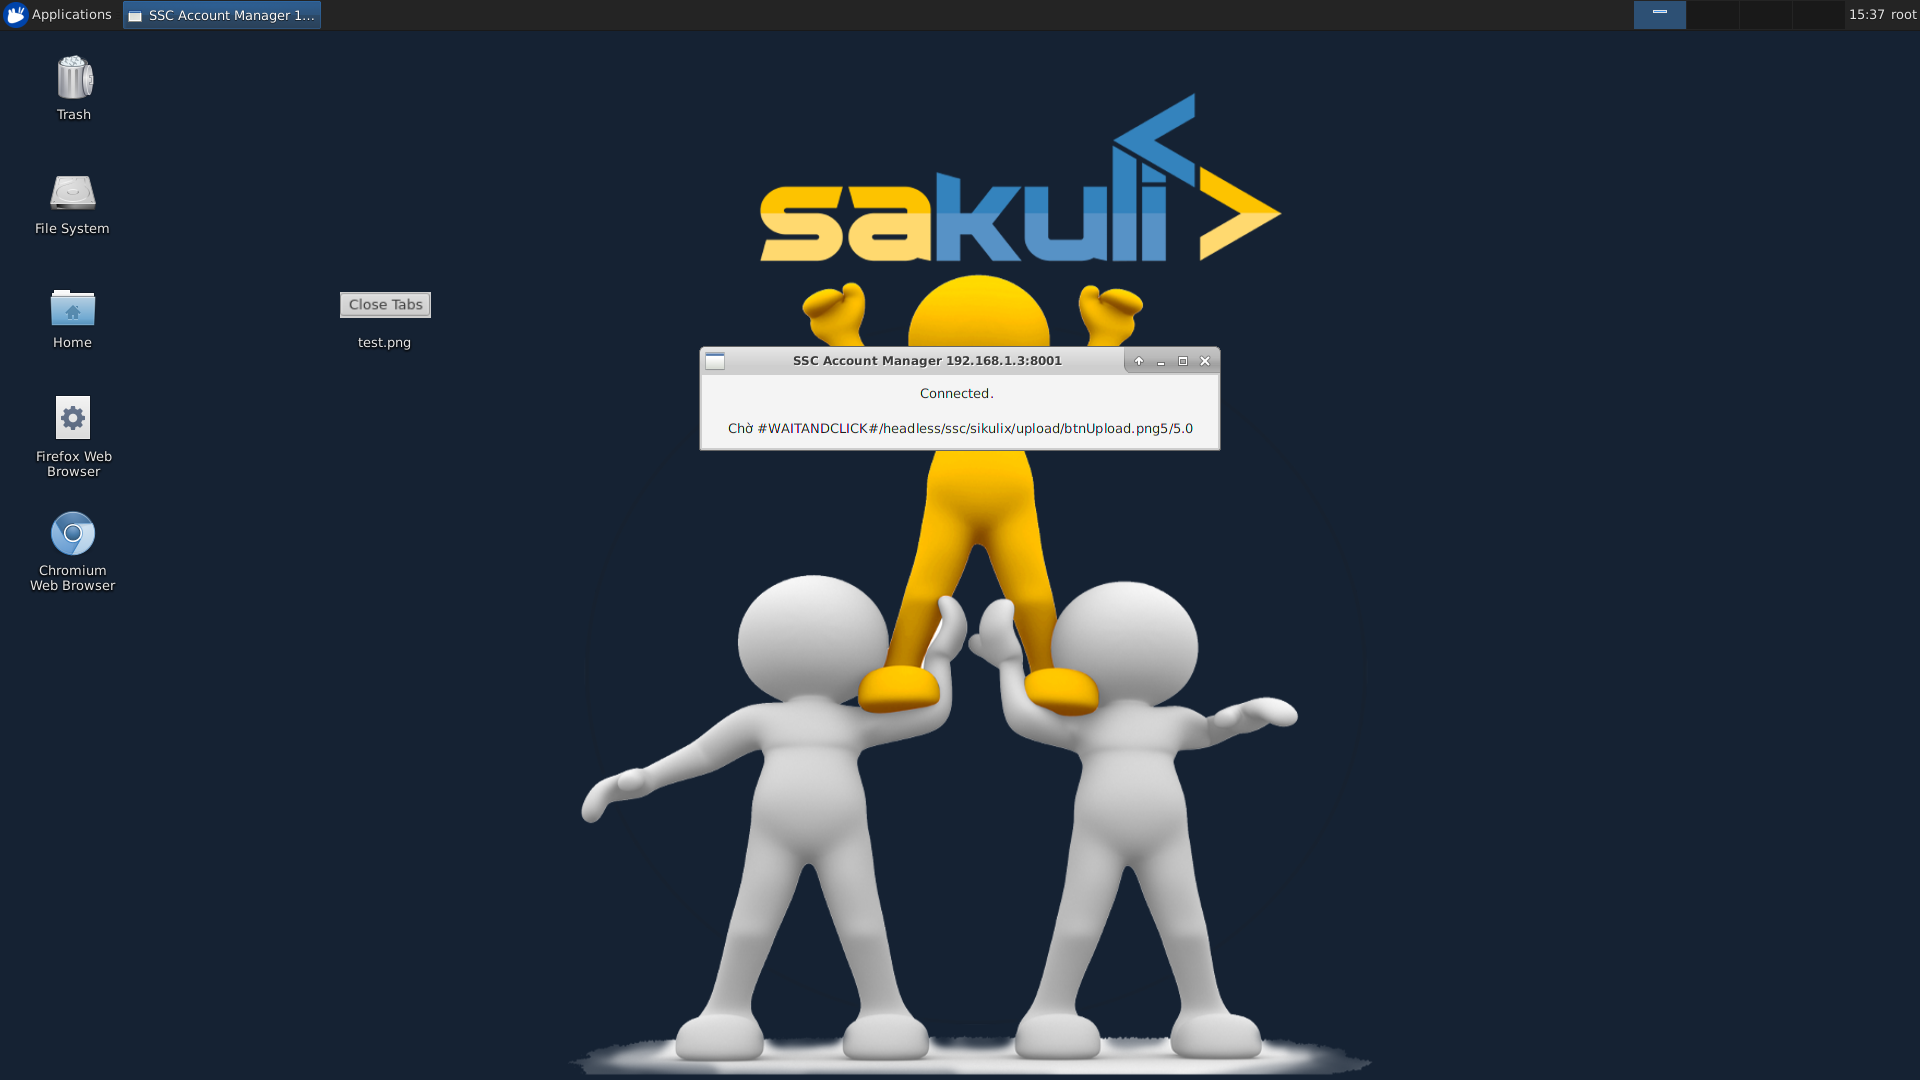 Applications
SSC Account Manager 1...
15:37 root
Trash
File System
Home
Close Tabs
test.png
Firefox Web
Browser
Chromium
Web Browser
sakuli
SSC Account Manager 192.168.1.3:8001
Connected.
Chờ #WAITANDCLICK#/headless/ssc/sikulix/upload/btnUpload.png5/5.0